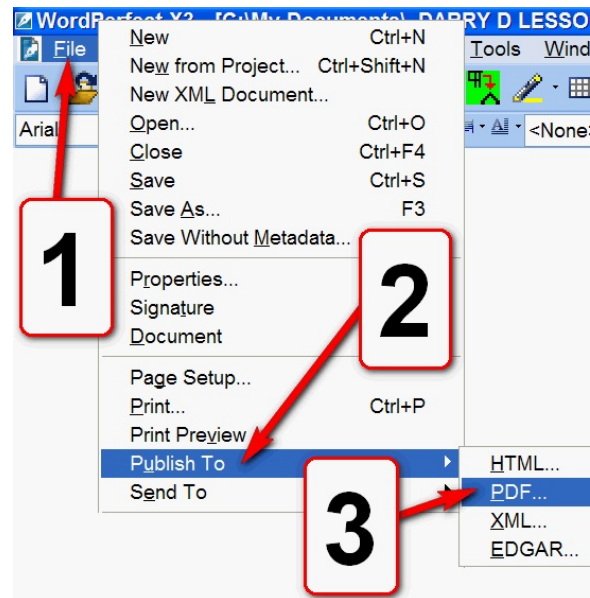 WordPerfect X3 - [C:\My Documents\ DARRY D LESSO
File Tools Wind
Arial <None>
New Ctrl+N
New from Project... Ctrl+Shift+N
New XML Document...
Open... Ctrl+O
Close Ctrl+F4
Save Ctrl+S
Save As... F3
Save Without Metadata...
1
2
Properties...
Signature
Document
Page Setup...
Print... Ctrl+P
Print Preview
Publish To
Send To
3
HTML...
PDF...
XML...
EDGAR...